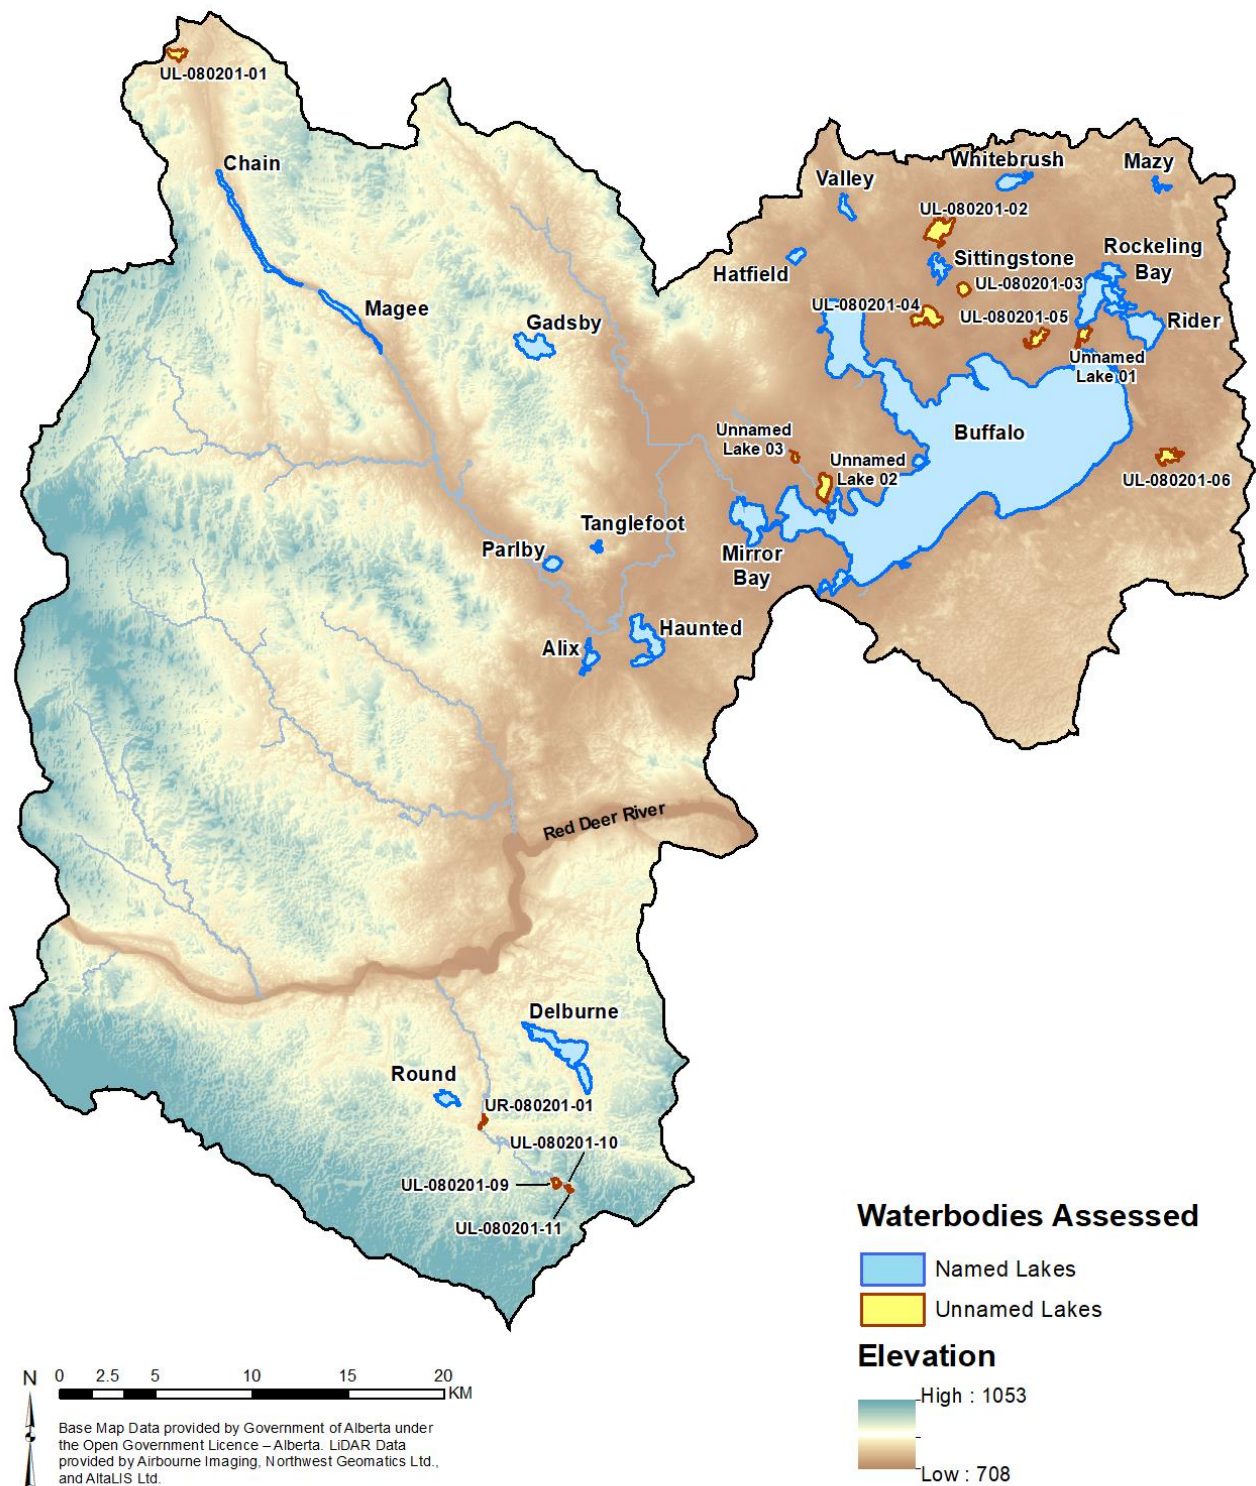 UL-080201-01
Chain
Whitebrush
Mazy
Valley
UL-080201-02
Rockeling
Bay
Sittingstone
Hatfield
UL-080201-03
UL-080201-04
Magee
UL-080201-05
Rider
Gadsby
Unnamed
Lake 01
Unnamed
Lake 03
Buffalo
Unnamed
Lake 02
UL-080201-06
Tanglefoot
Parlby
Mirror
Bay
Haunted
Alix
Red Deer River
Delburne
Round
UR-080201-01
UL-080201-10
UL-080201-09
UL-080201-11
Waterbodies Assessed
Named Lakes
Unnamed Lakes
Elevation
High : 1053
Low : 708
N
0 2.5 5 10 15 20
KM
Base Map Data provided by Government of Alberta under
the Open Government Licence – Alberta. LiDAR Data
provided by Airbourne Imaging, Northwest Geomatics Ltd.,
and AltaLIS Ltd.